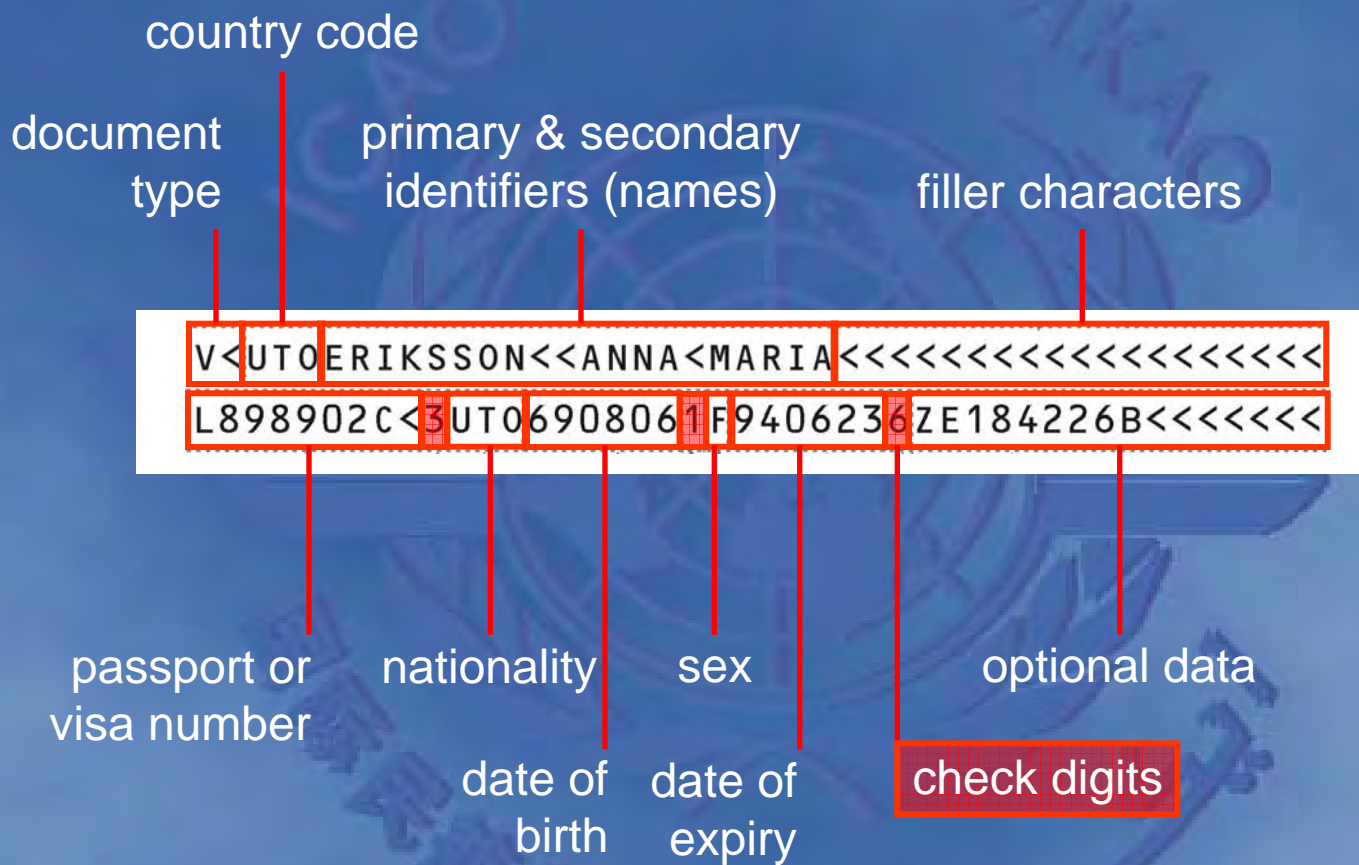 country code
document
type
primary & secondary
identifiers (names)
filler characters
V<UTOERIKSSON<<ANNA<MARIA<<<<<<<<<<<<<<<<<<<
L898902C<3UTO6908061F9406236ZE184226B<<<<<<<
passport or
visa number
nationality
sex
optional data
date of
birth
date of
expiry
check digits
ICAO